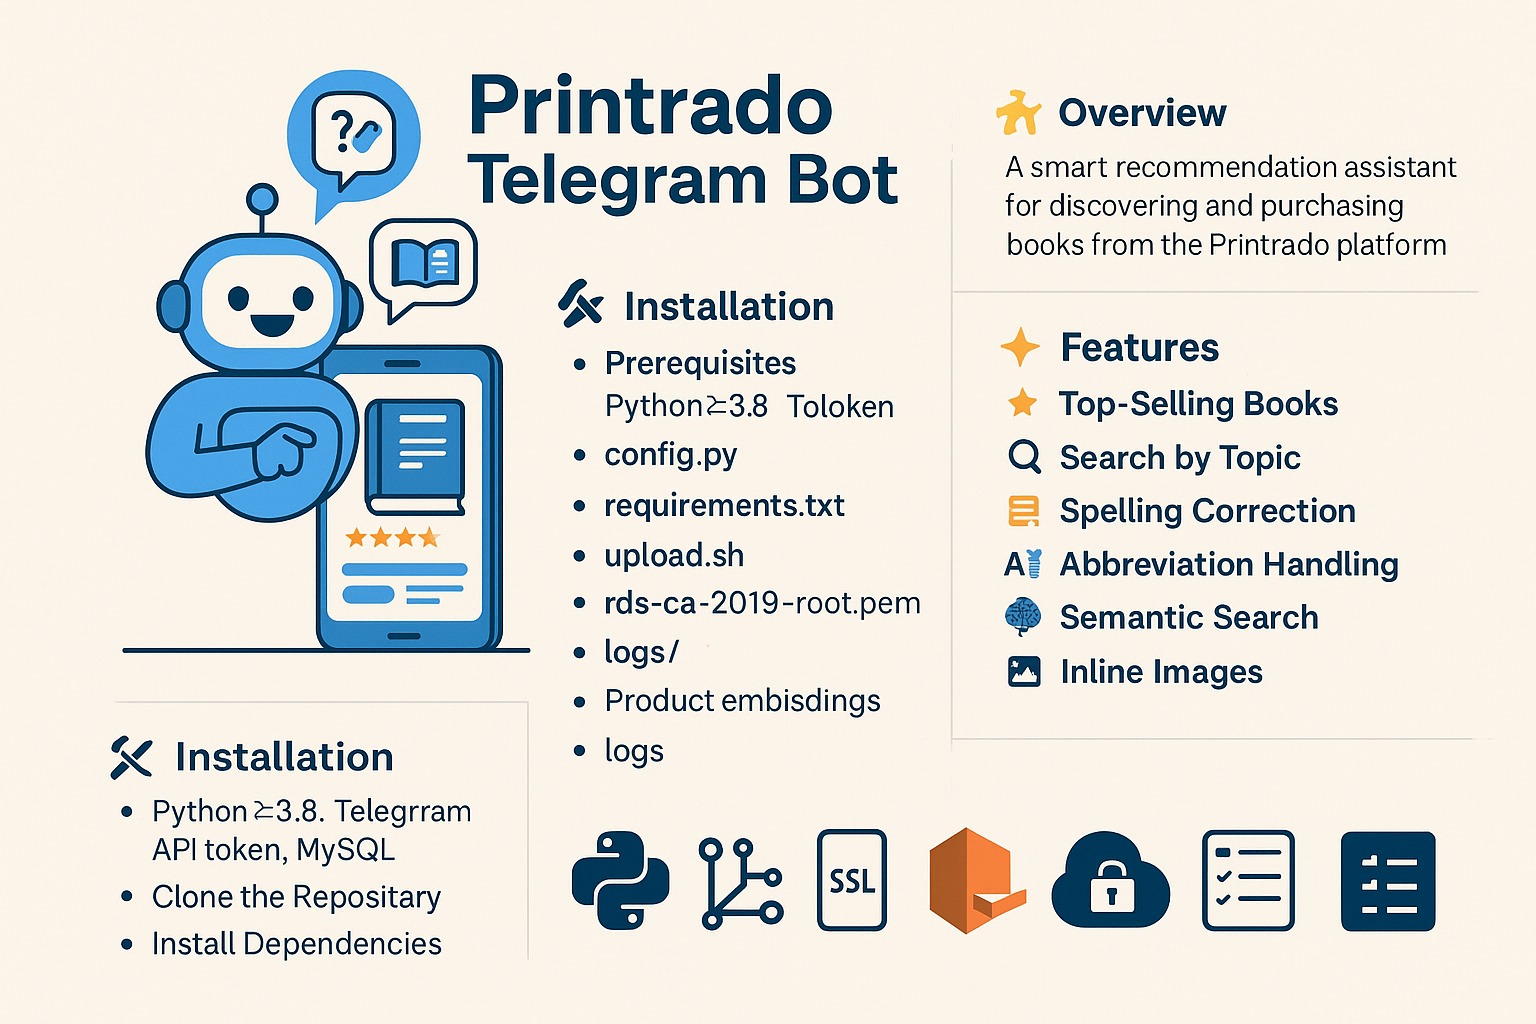 Printrado
Telegram Bot
Installation
Prerequisites
Python≥3.8 Toloken
config.py
requirements.txt
upload.sh
rds-ca-2019-root.pem
logs/
Product embisdings
logs
Overview
A smart recommendation assistant
for discovering and purchasing
books from the Printrado platform
Features
Top-Selling Books
Search by Topic
Spelling Correction
A
Abbreviation Handling
Semantic Search
Inline Images
Installation
Python ≥3.8. Telegrram
API token, MySQL
Clone the Repositary
Install Dependencies
SSL